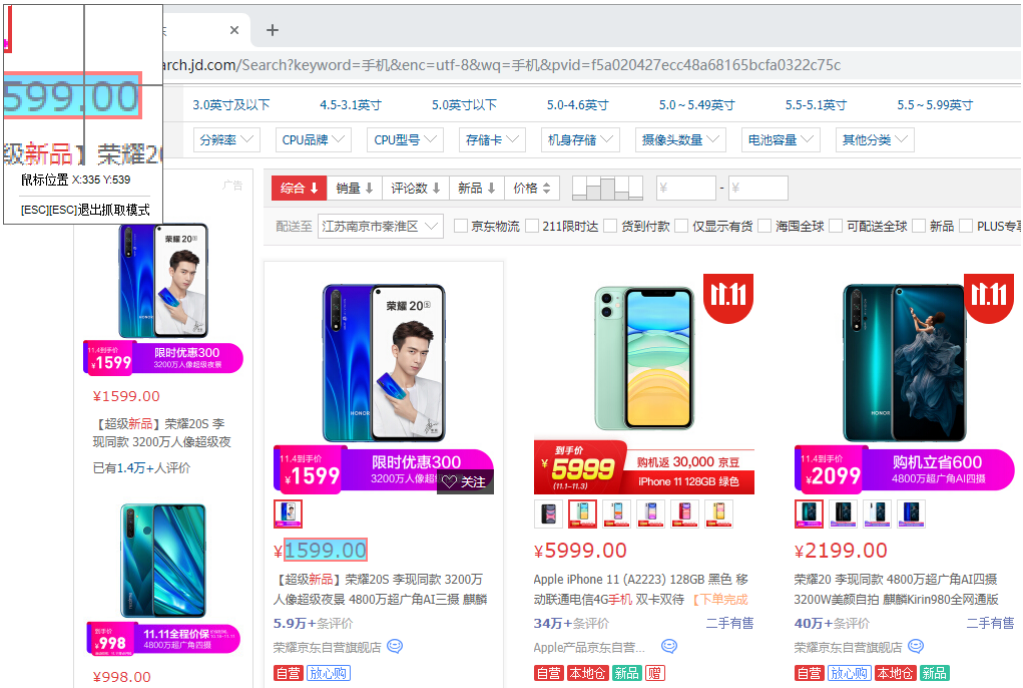 599.00
级新品】荣耀20
鼠标位置 X:335 Y:539
[ESC][ESC]退出抓取模式
arch.jd.com/Search?keyword=手机&enc=utf-8&wq=手机&pvid=f5a020427ecc48a68165bcfa0322c75c
3.0英寸及以下 4.5-3.1英寸 5.0英寸以下 5.0-4.6英寸 5.0～5.49英寸 5.5-5.1英寸 5.5～5.99英寸
分辨率 CPU品牌 CPU型号 存储卡 机身存储 摄像头数量 电池容量 其他分类
综合 销量 评论数 新品 价格 ¥ - ¥
配送至 江苏南京市秦淮区 京东物流 211限时达 货到付款 仅显示有货 海囤全球 可配送全球 新品 PLUS专
广告
荣耀 20S
HONOR
11.4到手价
¥1599
限时优惠300
3200万人像超级夜景
¥1599.00
【超级新品】荣耀20S 李
现同款 3200万人像超级夜
已有1.4万+人评价
到手价
¥998
11.11全程价保
4800万超广角四摄
¥998.00
荣耀 20S
HONOR
11.4到手价
¥1599
限时优惠300
3200万人像超级
关注
¥1599.00
【超级新品】荣耀20S 李现同款 3200万
人像超级夜景 4800万超广角AI三摄 麒麟
5.9万+条评价
荣耀京东自营旗舰店
自营 放心购
11.11
到手价
¥5999
(11.1–11.3)
购机返 30,000 京豆
iPhone 11 128GB 绿色
¥5999.00
Apple iPhone 11 (A2223) 128GB 黑色 移
动联通电信4G手机 双卡双待 【下单完成
34万+条评价 二手有售
Apple产品京东自营...
自营 本地仓 新品 赠
11.11
HONOR
11.4到手价
¥2099
购机立省600
4800万超广角AI四摄
¥2199.00
荣耀20 李现同款 4800万超广角AI四摄
3200W美颜自拍 麒麟Kirin980全网通版
40万+条评价 二手有售
荣耀京东自营旗舰店
自营 放心购 本地仓 新品